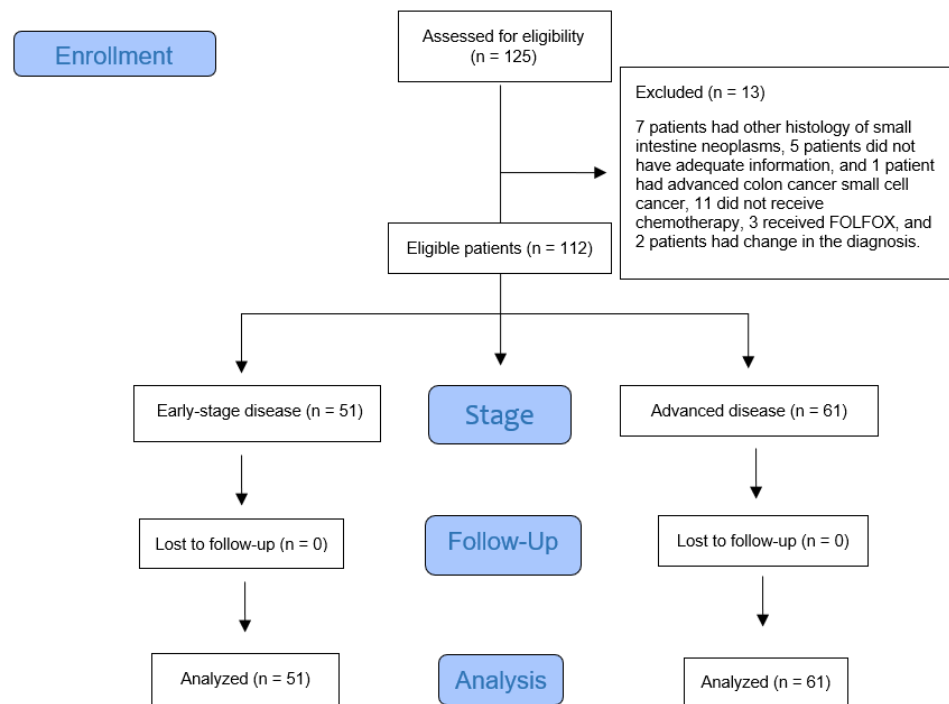 Enrollment
Assessed for eligibility
(n = 125)
Excluded (n = 13)
7 patients had other histology of small
intestine neoplasms, 5 patients did not
have adequate information, and 1 patient
had advanced colon cancer small cell
cancer, 11 did not receive
chemotherapy, 3 received FOLFOX, and
2 patients had change in the diagnosis.
Eligible patients (n = 112)
Early-stage disease (n = 51)
Stage
Advanced disease (n = 61)
Lost to follow-up (n = 0)
Follow-Up
Lost to follow-up (n = 0)
Analyzed (n = 51)
Analysis
Analyzed (n = 61)